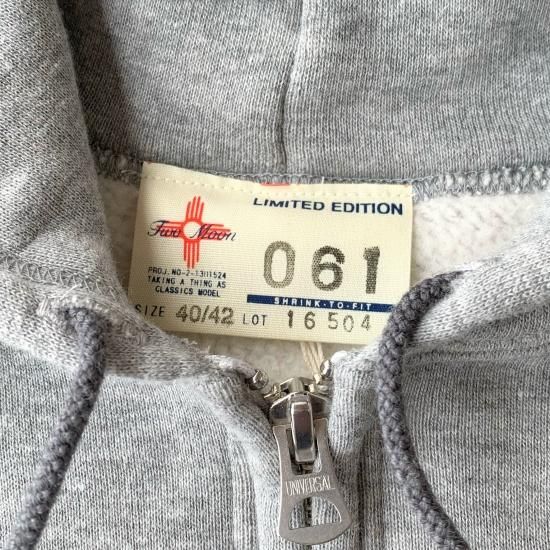 LIMITED EDITION
Two Moon
061
PROJ. NO-2-1311524
TAKING A THING AS
CLASSICS MODEL
SHRINK-TO-FIT
SIZE 40/42 LOT 16504
UNIVERSAL